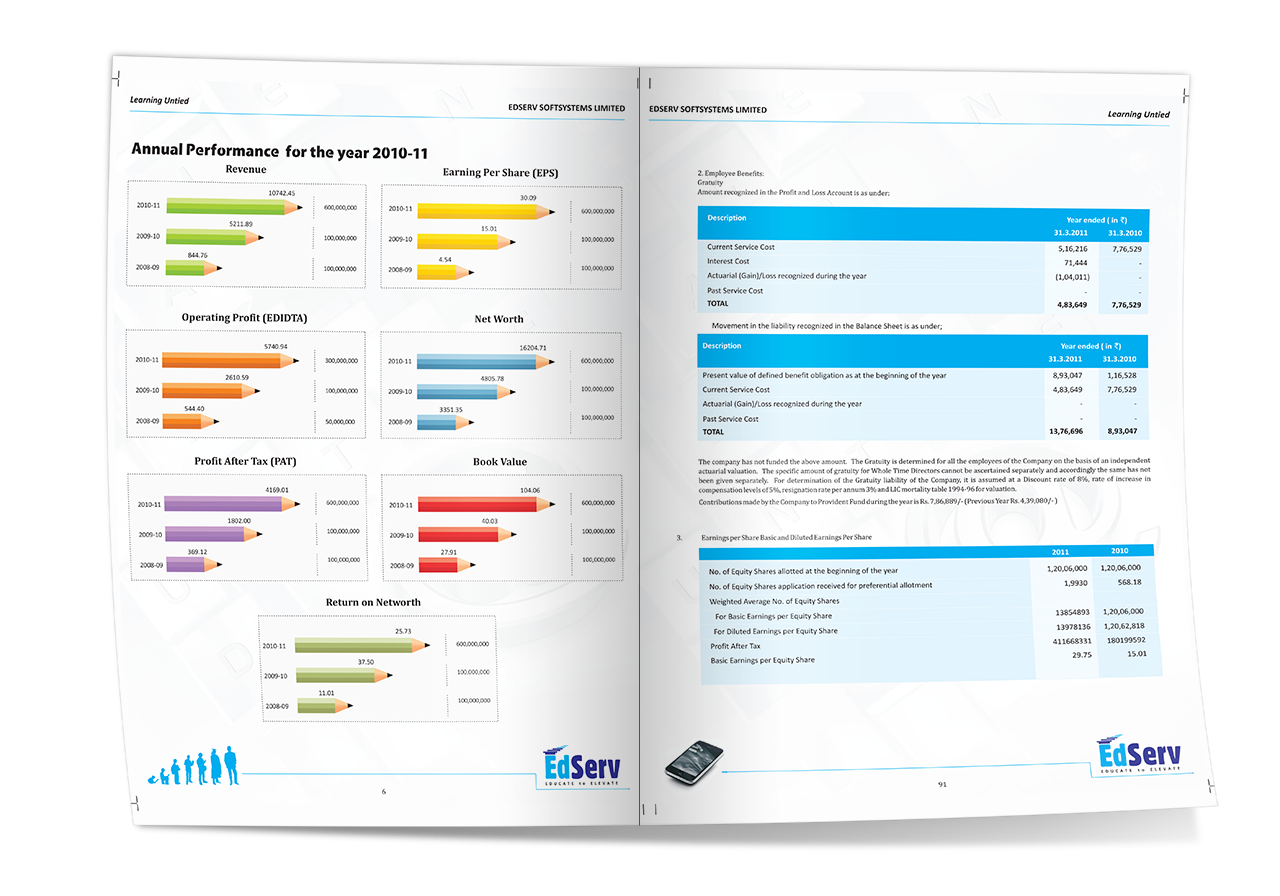 Learning Untied
EDSERV SOFTSYSTEMS LIMITED
Annual Performance for the year 2010-11
Revenue
2010-11 10742.45 600,000,000
2009-10 5211.89 100,000,000
2008-09 844.76 100,000,000
Earning Per Share (EPS)
2010-11 30.09 600,000,000
2009-10 15.01 100,000,000
2008-09 4.54 100,000,000
Operating Profit (EDIDTA)
2010-11 5740.94 300,000,000
2009-10 2610.59 100,000,000
2008-09 544.40 50,000,000
Net Worth
2010-11 16204.71 600,000,000
2009-10 4805.78 100,000,000
2008-09 3351.35 100,000,000
Profit After Tax (PAT)
2010-11 4169.01 600,000,000
2009-10 1802.00 100,000,000
2008-09 369.12 100,000,000
Book Value
2010-11 104.06 600,000,000
2009-10 40.03 100,000,000
2008-09 27.91 100,000,000
Return on Networth
2010-11 25.73 600,000,000
2009-10 37.50 100,000,000
2008-09 11.01 100,000,000
EdServ
EDUCATE to ELEVATE
6
EDSERV SOFTSYSTEMS LIMITED
Learning Untied
2. Employee Benefits:
Gratuity
Amount recognized in the Profit and Loss Account is as under:
Description Year ended ( in ₹)
31.3.2011 31.3.2010
Current Service Cost 5,16,216 7,76,529
Interest Cost 71,444 -
Actuarial (Gain)/Loss recognized during the year (1,04,011) -
Past Service Cost - -
TOTAL 4,83,649 7,76,529
Movement in the liability recognized in the Balance Sheet is as under;
Description Year ended ( in ₹)
31.3.2011 31.3.2010
Present value of defined benefit obligation as at the beginning of the year 8,93,047 1,16,528
Current Service Cost 4,83,649 7,76,529
Actuarial (Gain)/Loss recognized during the year - -
Past Service Cost - -
TOTAL 13,76,696 8,93,047
The company has not funded the above amount. The Gratuity is determined for all the employees of the Company on the basis of an independent
actuarial valuation. The specific amount of gratuity for Whole Time Directors cannot be ascertained separately and accordingly the same has not
been given separately. For determination of the Gratuity liability of the Company, it is assumed at a Discount rate of 8%, rate of increase in
compensation levels of 5%, resignation rate per annum 3% and LIC mortality table 1994-96 for valuation.
Contributions made by the Company to Provident Fund during the year is Rs. 7,86,889/- (Previous Year Rs. 4,39,080/-)
3. Earnings per Share Basic and Diluted Earnings Per Share
2011 2010
No. of Equity Shares allotted at the beginning of the year 1,20,06,000 1,20,06,000
No. of Equity Shares application received for preferential allotment 1,9930 568.18
Weighted Average No. of Equity Shares
For Basic Earnings per Equity Share 13854893 1,20,06,000
For Diluted Earnings per Equity Share 13978136 1,20,62,818
Profit After Tax 411668331 180199592
Basic Earnings per Equity Share 29.75 15.01
EdServ
EDUCATE to ELEVATE
91